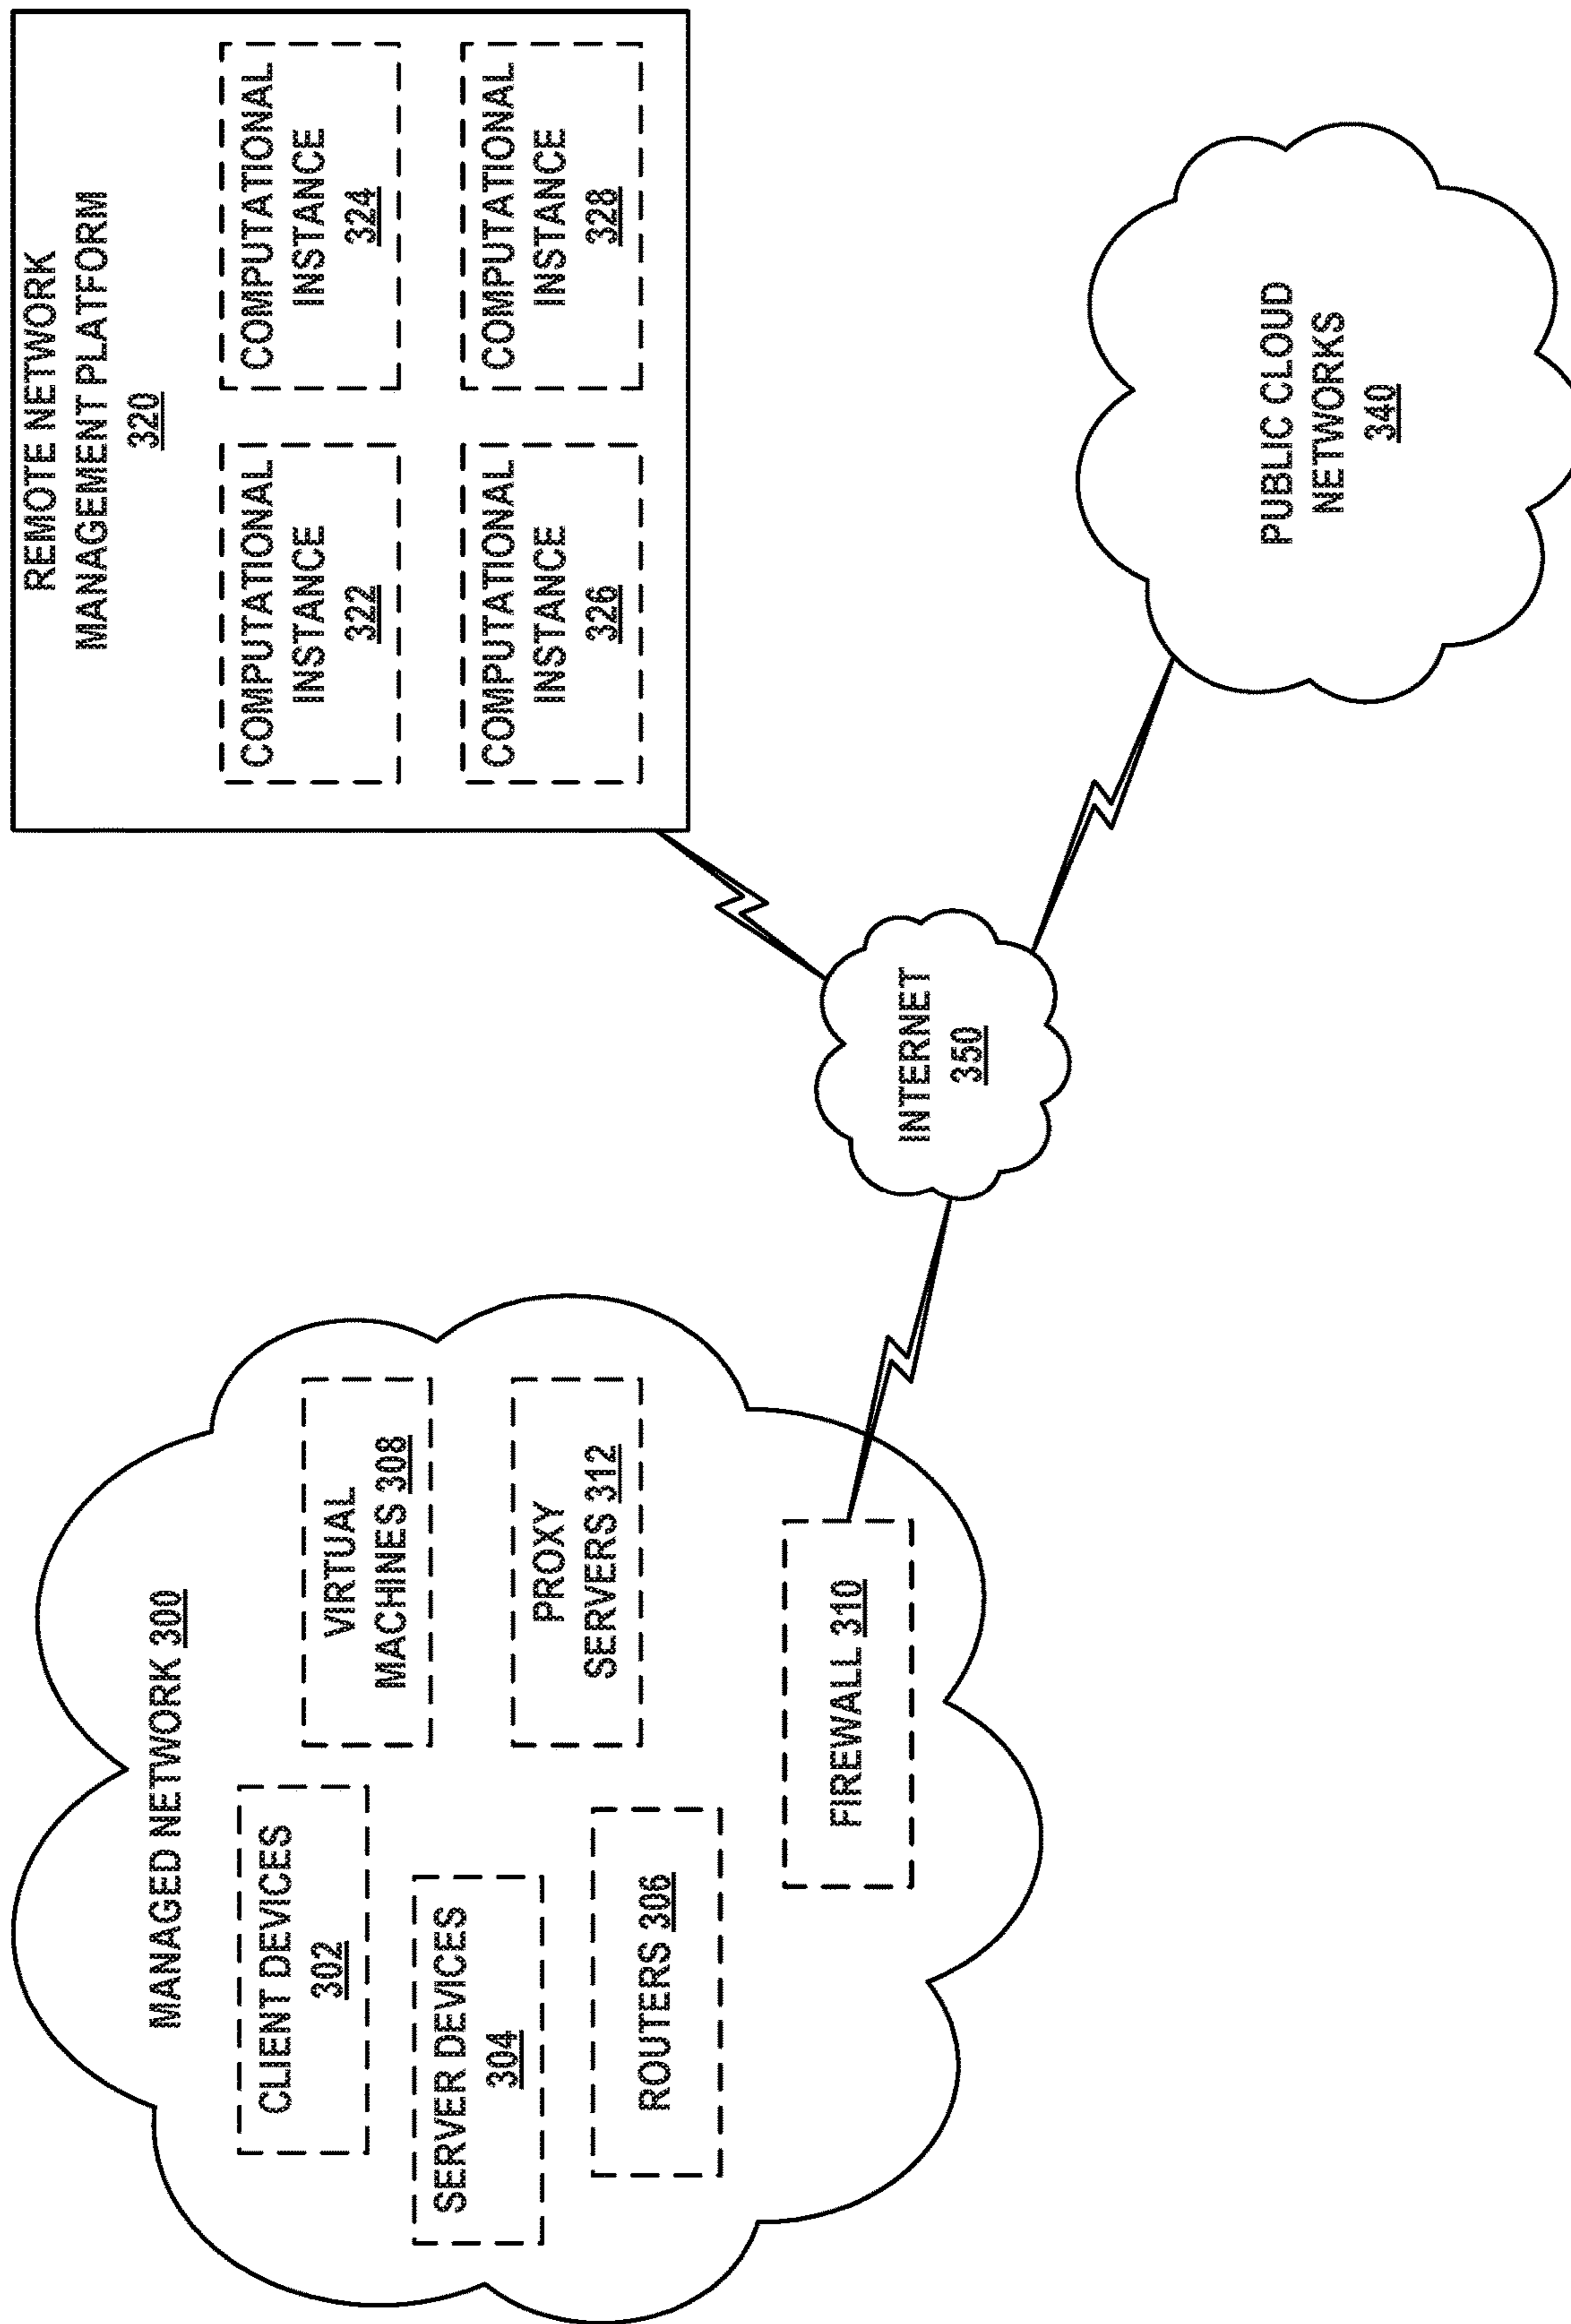 MANAGED NETWORK 300
CLIENT DEVICES
302
VIRTUAL
MACHINES 308
SERVER DEVICES
304
PROXY
SERVERS 312
ROUTERS 306
FIREWALL 310
INTERNET
350
REMOTE NETWORK
MANAGEMENT PLATFORM
320
COMPUTATIONAL
INSTANCE
322
COMPUTATIONAL
INSTANCE
324
COMPUTATIONAL
INSTANCE
326
COMPUTATIONAL
INSTANCE
328
PUBLIC CLOUD
NETWORKS
340